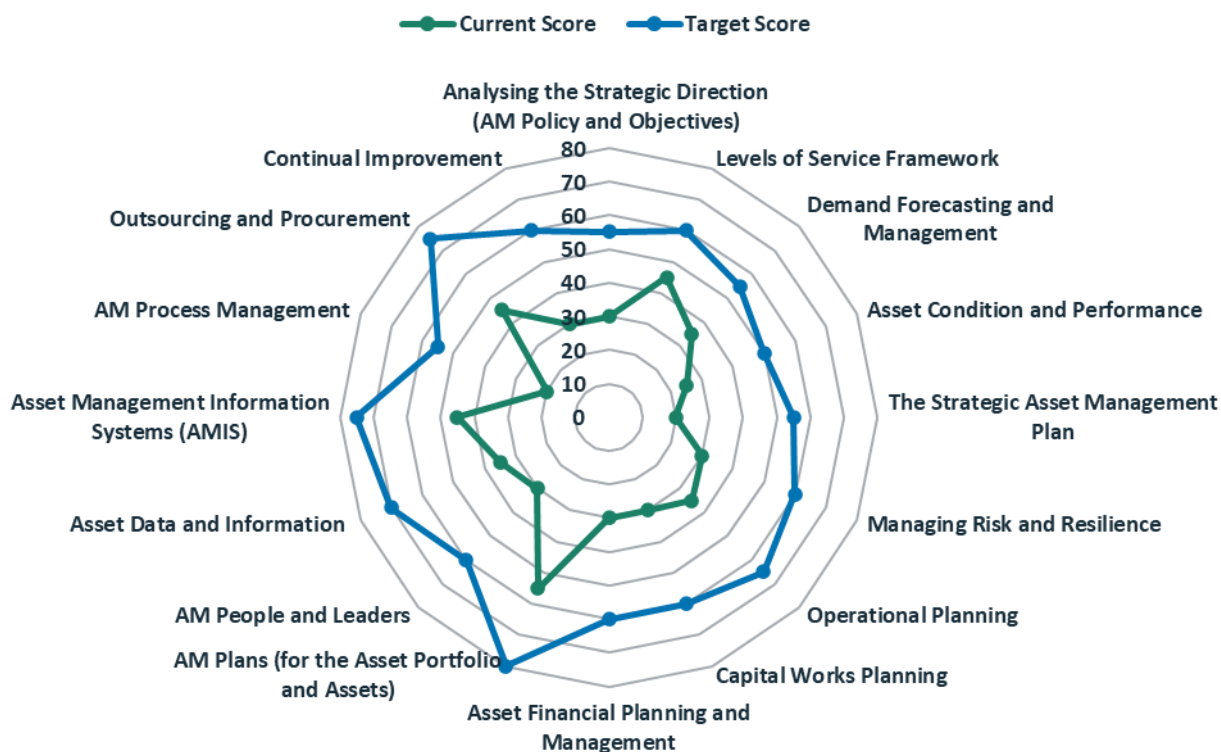 Current Score
Target Score
Analysing the Strategic Direction
(AM Policy and Objectives)
Continual Improvement
Levels of Service Framework
Outsourcing and Procurement
Demand Forecasting and
Management
AM Process Management
Asset Condition and Performance
Asset Management Information
Systems (AMIS)
The Strategic Asset Management
Plan
Asset Data and Information
Managing Risk and Resilience
AM People and Leaders
Operational Planning
AM Plans (for the Asset Portfolio
and Assets)
Capital Works Planning
Asset Financial Planning and
Management
80
70
60
50
40
30
20
10
0